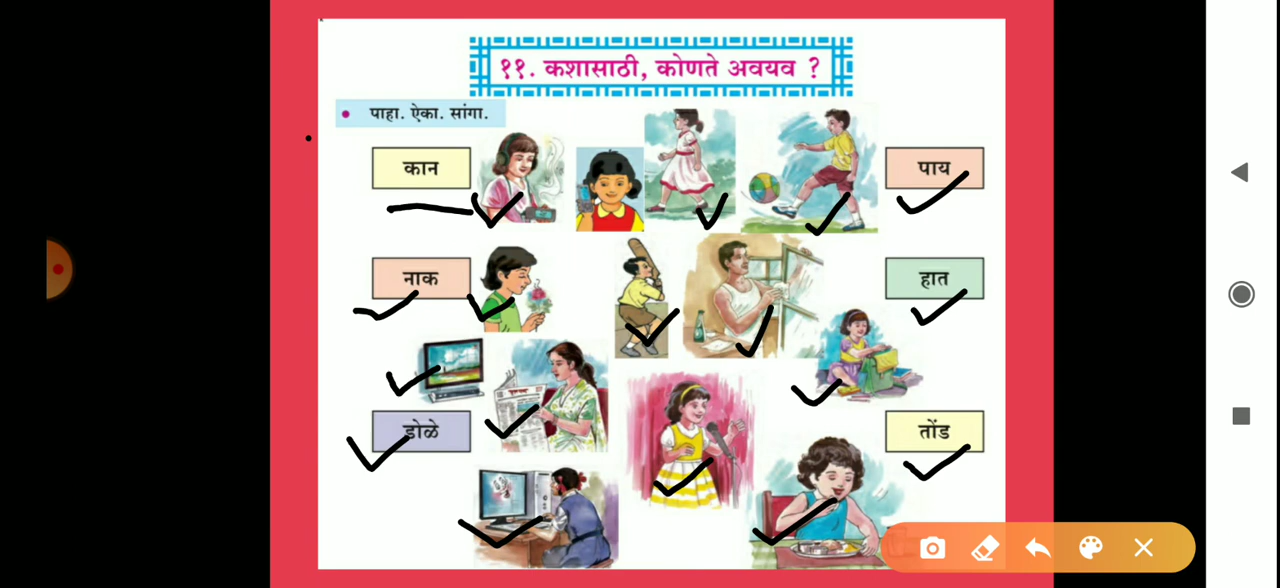 ११. कशासाठी, कोणते अवयव ?
• पाहा. ऐका. सांगा.
कान
पाय
नाक
हात
डोळे
तोंड